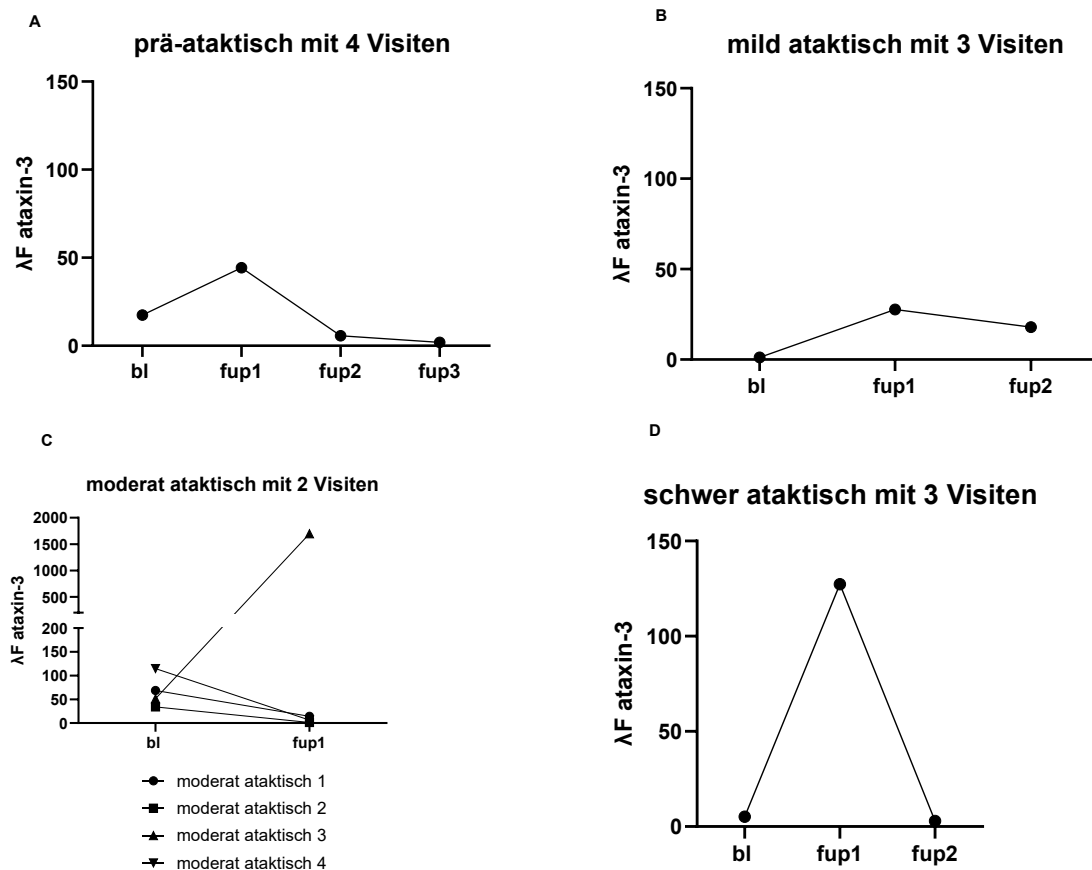 A
prä-ataktisch mit 4 Visiten
150
100
50
0
λF ataxin-3
bl fup1 fup2 fup3
B
mild ataktisch mit 3 Visiten
150
100
50
0
λF ataxin-3
bl fup1 fup2
C
moderat ataktisch mit 2 Visiten
2000
1500
1000
500
200
150
100
50
0
λF ataxin-3
bl fup1
moderat ataktisch 1
moderat ataktisch 2
moderat ataktisch 3
moderat ataktisch 4
D
schwer ataktisch mit 3 Visiten
150
100
50
0
λF ataxin-3
bl fup1 fup2